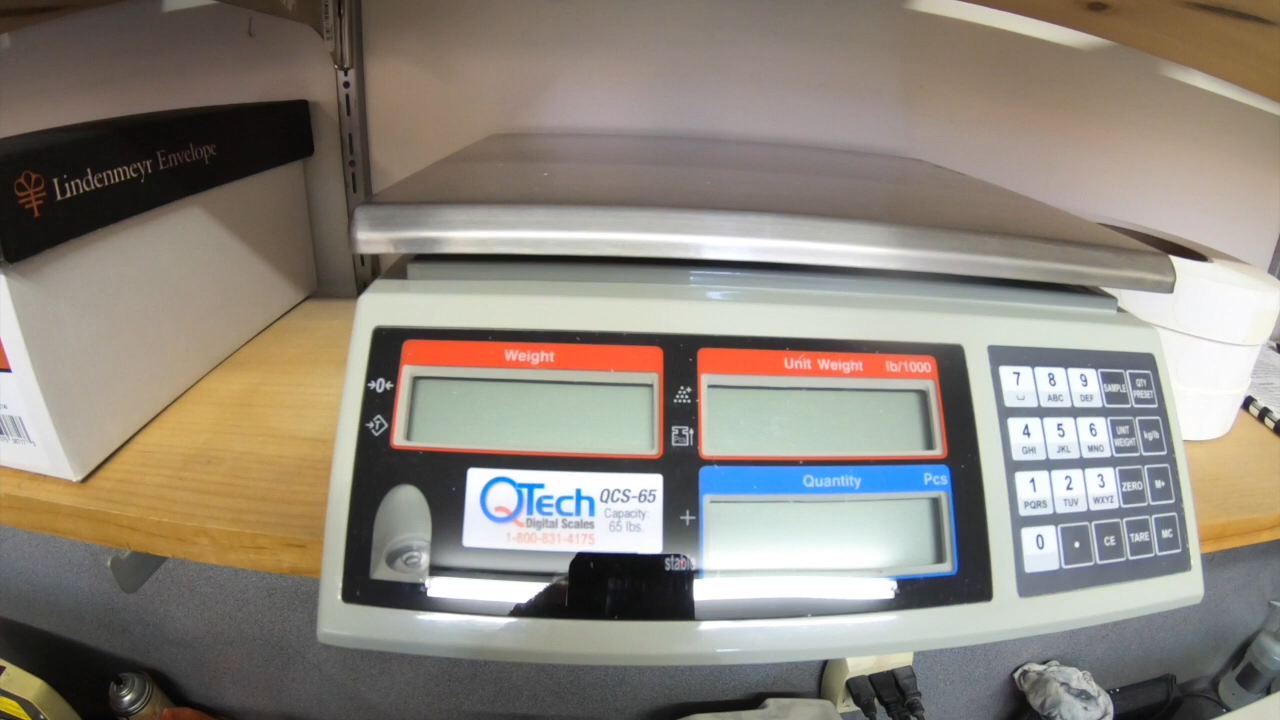 Lindenmeyr Envelope
Weight
Unit Weight lb/1000
→0←
T
Quantity Pcs
QTech
Digital Scales
1-800-831-4175
QCS-65
Capacity:
65 lbs.
stable
7 8 ABC 9 DEF SAMPLE QTY PRESET
4 GHI 5 JKL 6 MNO UNIT WEIGHT kg/lb
1 PQRS 2 TUV 3 WXYZ ZERO M+
0 • CE TARE MC